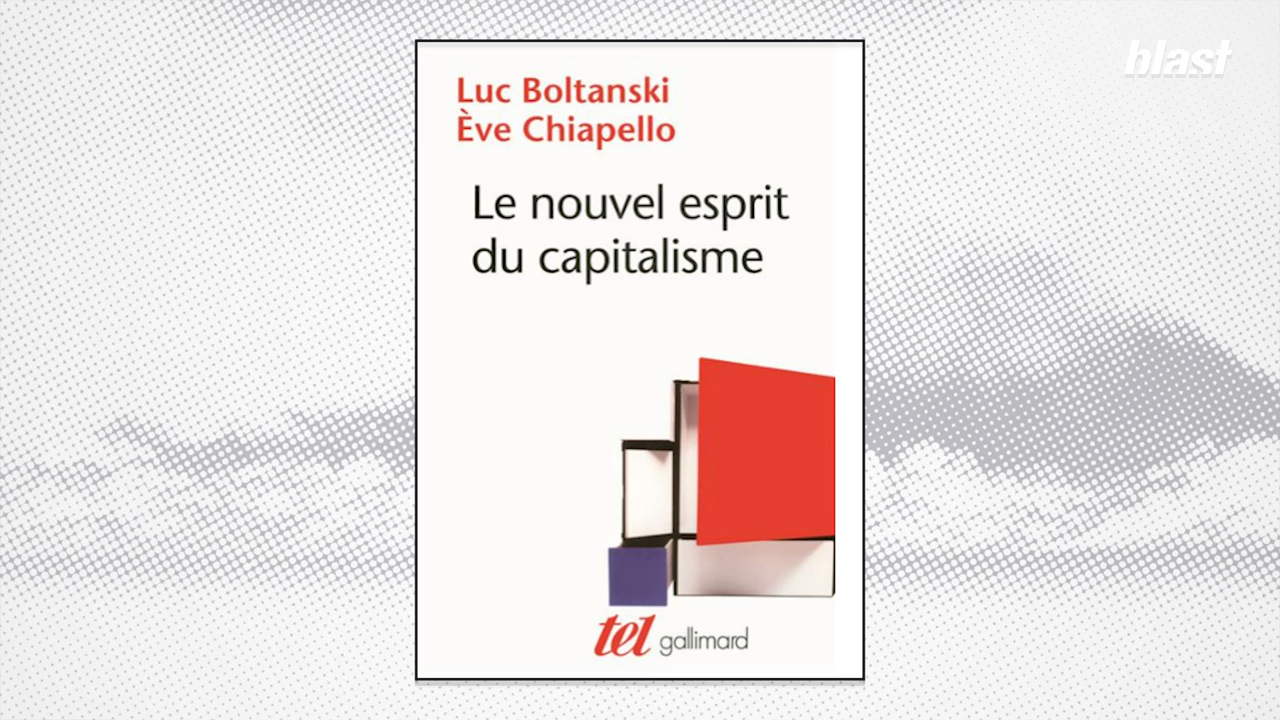 blast
Luc Boltanski
Ève Chiapello
Le nouvel esprit
du capitalisme
tel gallimard